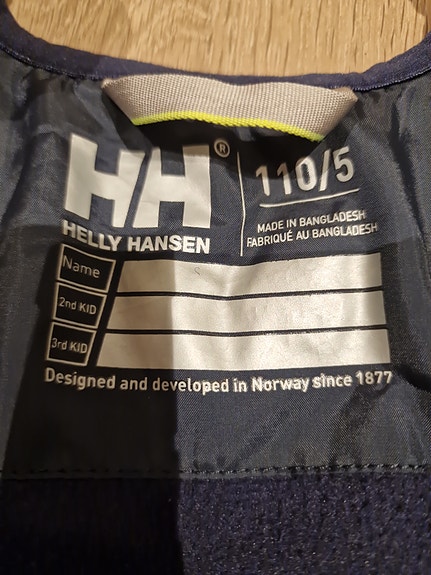 HH®
HELLY HANSEN
110/5
MADE IN BANGLADESH
FABRIQUÉ AU BANGLADESH
Name
2nd KID
3rd KID
Designed and developed in Norway since 1877